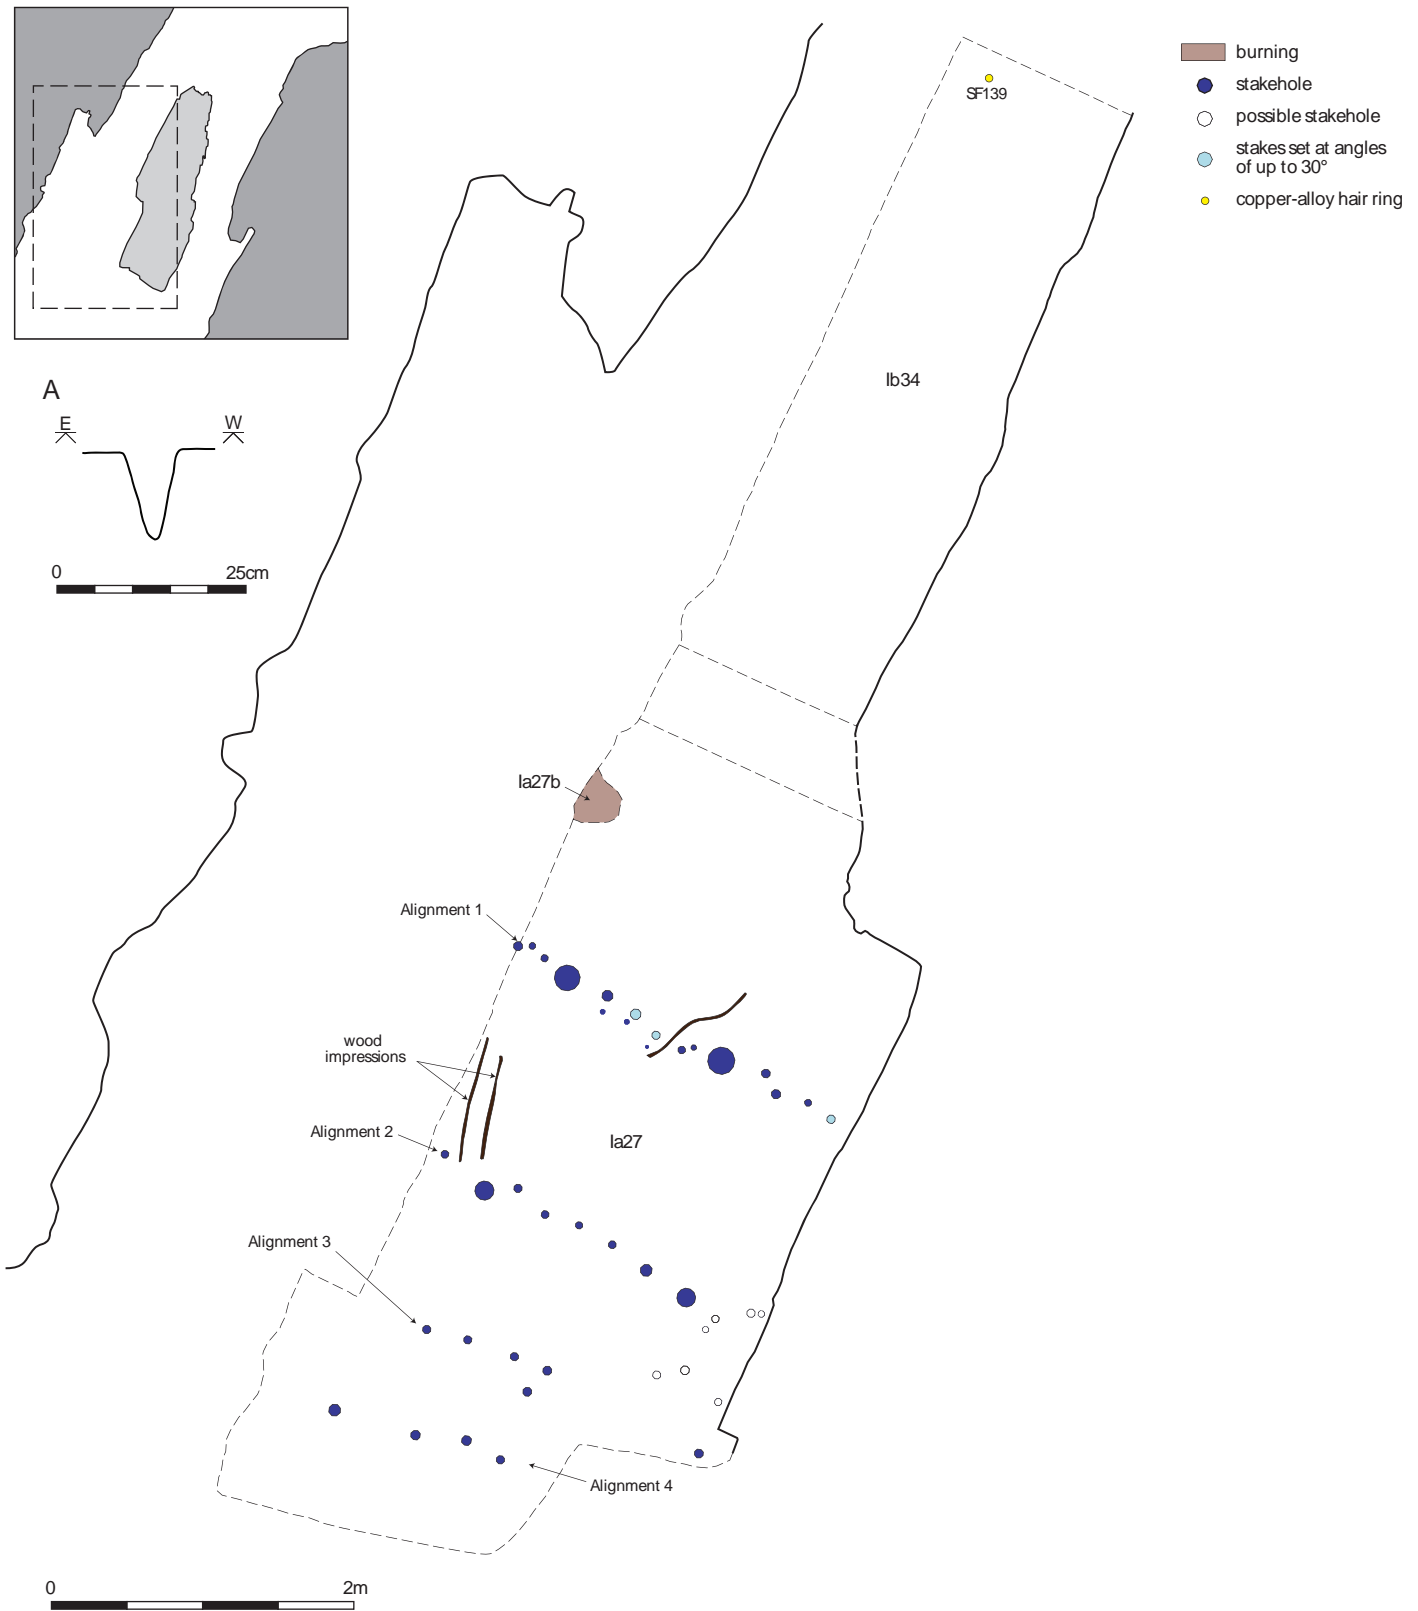 burning
stakehole
possible stakehole
stakes set at angles
of up to 30°
copper-alloy hair ring
SF139
Ib34
A
E
W
0
25cm
Ia27b
Alignment 1
wood
impressions
Alignment 2
Ia27
Alignment 3
Alignment 4
0
2m